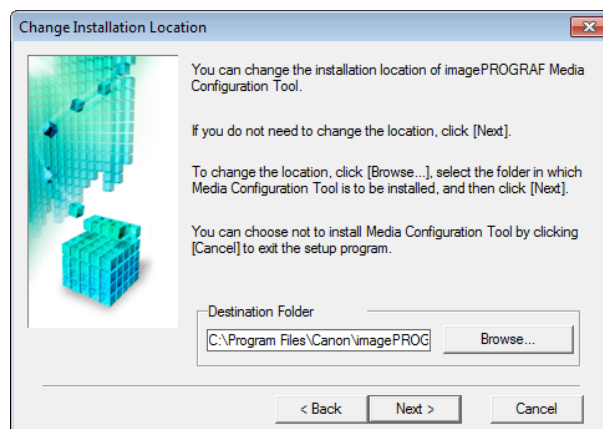 Change Installation Location
You can change the installation location of imagePROGRAF Media
Configuration Tool.
If you do not need to change the location, click [Next].
To change the location, click [Browse...], select the folder in which
Media Configuration Tool is to be installed, and then click [Next].
You can choose not to install Media Configuration Tool by clicking
[Cancel] to exit the setup program.
Destination Folder
C:\Program Files\Canon\imagePROG
Browse...
< Back
Next >
Cancel